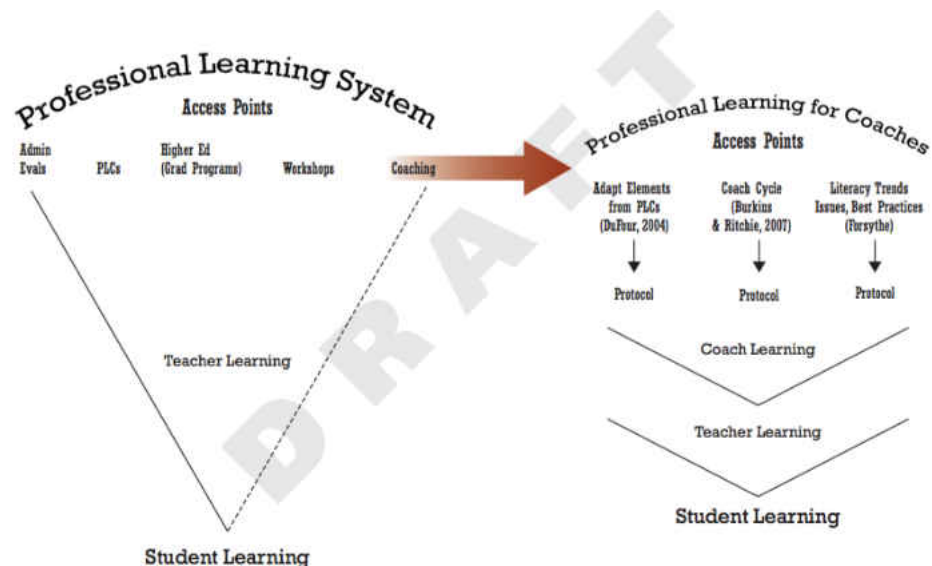 Professional Learning System
Access Points
Admin
Evals
PLCs
Higher Ed
(Grad Programs)
Workshops
Coaching
Teacher Learning
Student Learning
Professional Learning for Coaches
Access Points
Adapt Elements
from PLCs
(DuFour, 2004)
Coach Cycle
(Burkins
& Ritchie, 2007)
Literacy Trends
Issues, Best Practices
(Forsythe)
Protocol
Protocol
Protocol
Coach Learning
Teacher Learning
Student Learning
DRAFT